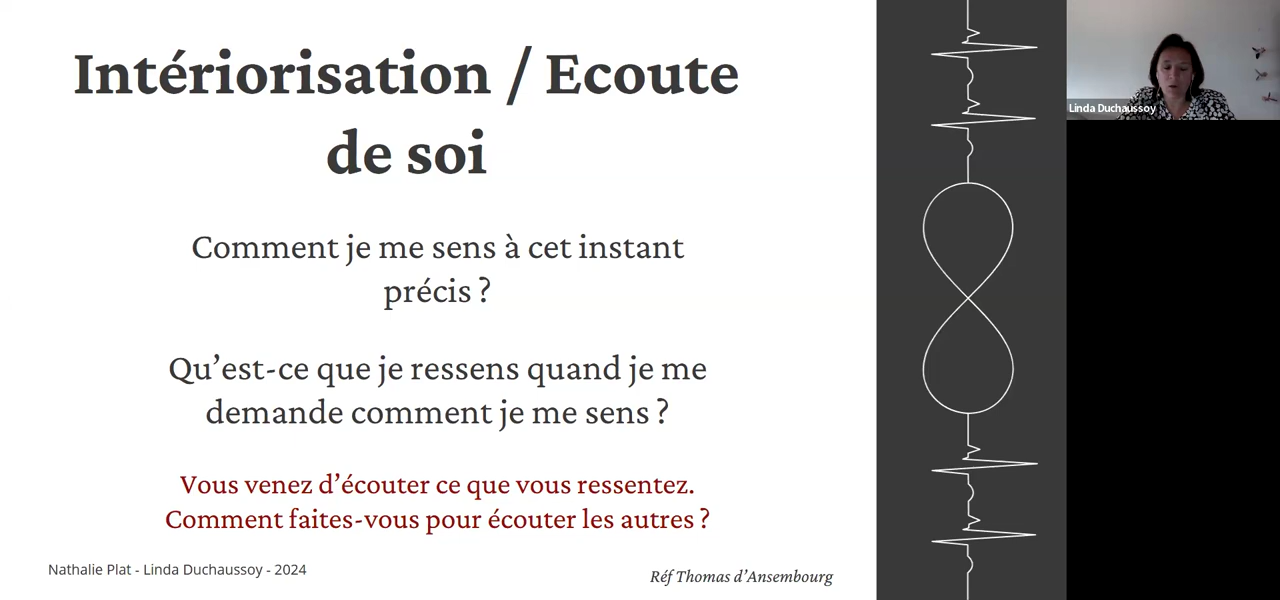 Intériorisation / Ecoute
de soi
Comment je me sens à cet instant
précis ?
Qu’est-ce que je ressens quand je me
demande comment je me sens ?
Vous venez d’écouter ce que vous ressentez.
Comment faites-vous pour écouter les autres ?
Nathalie Plat - Linda Duchaussoy - 2024
Réf Thomas d’Ansembourg
Linda Duchaussoy